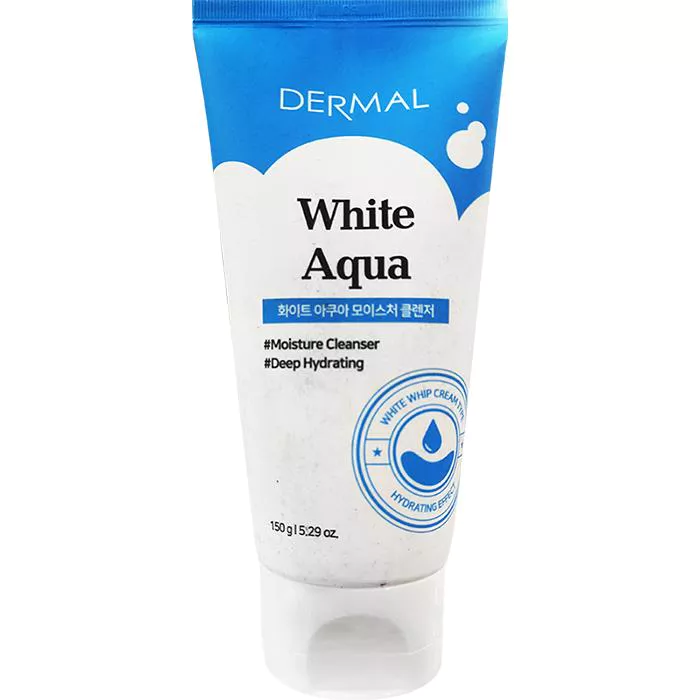 DERMAL
White
Aqua
화이트 아쿠아 모이스처 클렌저
#Moisture Cleanser
#Deep Hydrating
WHITE WHIP CREAM TYPE
HYDRATING EFFECT
150 g | 5.29 oz.